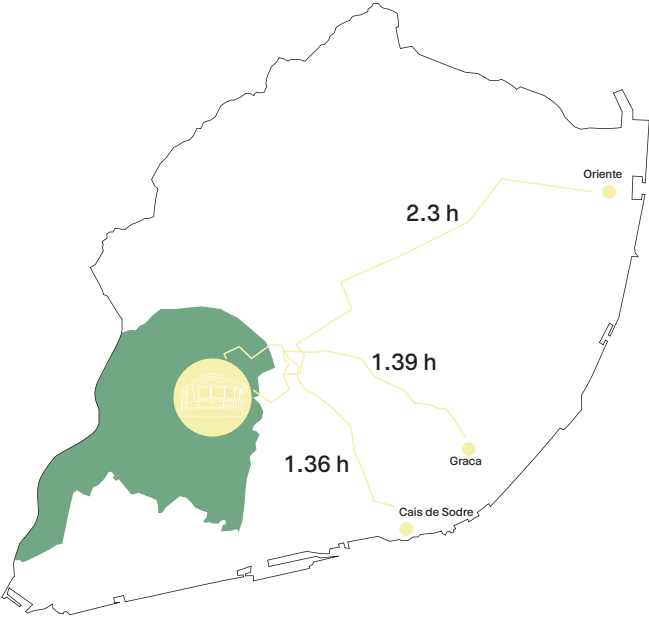 Oriente
2.3 h
1.39 h
Graca
1.36 h
Cais de Sodre